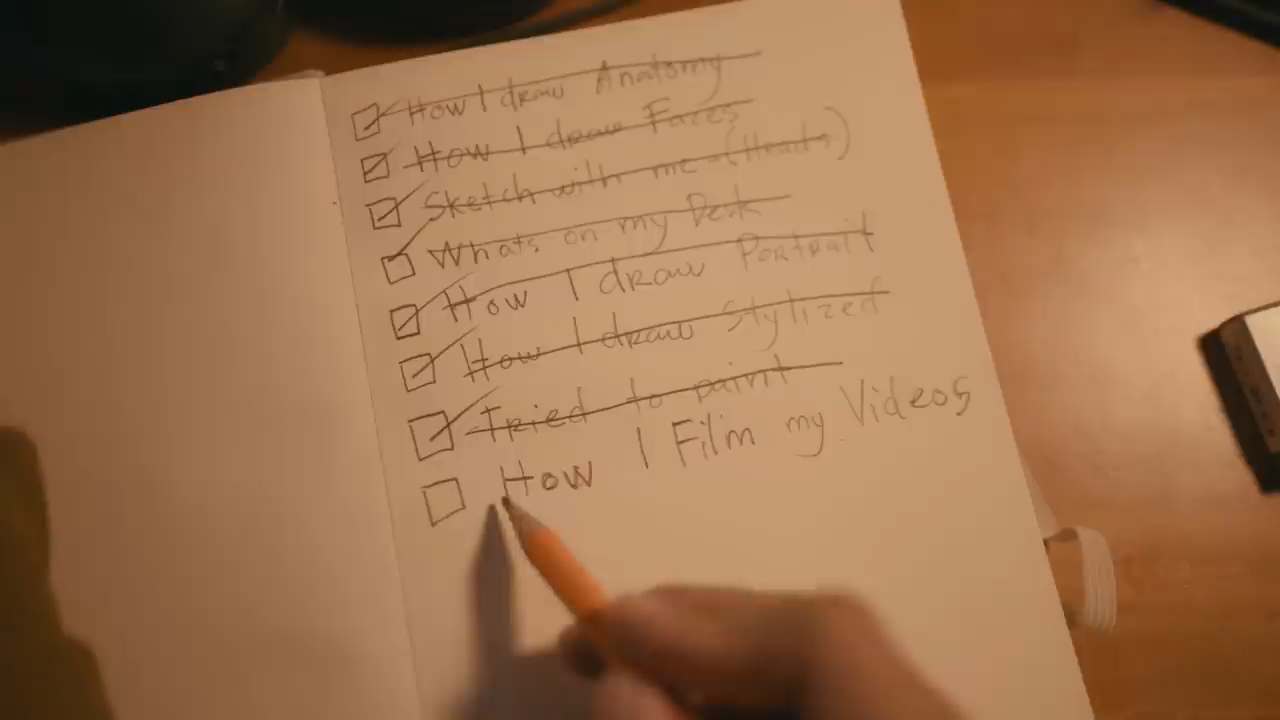 How I draw Anatomy
How I draw Faces
Sketch with me (Heads)
Whats on my Desk
How I draw Portrait
How I draw Stylized
Tried to paint
How I Film my Videos